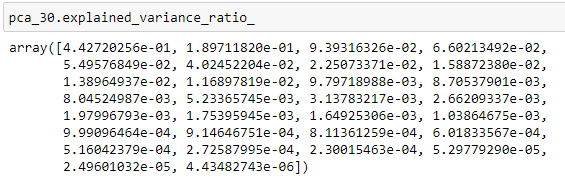 pca_30.explained_variance_ratio_
array([4.42720256e-01, 1.89711820e-01, 9.39316326e-02, 6.60213492e-02,
5.49576849e-02, 4.02452204e-02, 2.25073371e-02, 1.58872380e-02,
1.38964937e-02, 1.16897819e-02, 9.79718988e-03, 8.70537901e-03,
8.04524987e-03, 5.23365745e-03, 3.13783217e-03, 2.66209337e-03,
1.97996793e-03, 1.75395945e-03, 1.64925306e-03, 1.03864675e-03,
9.99096464e-04, 9.14646751e-04, 8.11361259e-04, 6.01833567e-04,
5.16042379e-04, 2.72587995e-04, 2.30015463e-04, 5.29779290e-05,
2.49601032e-05, 4.43482743e-06])